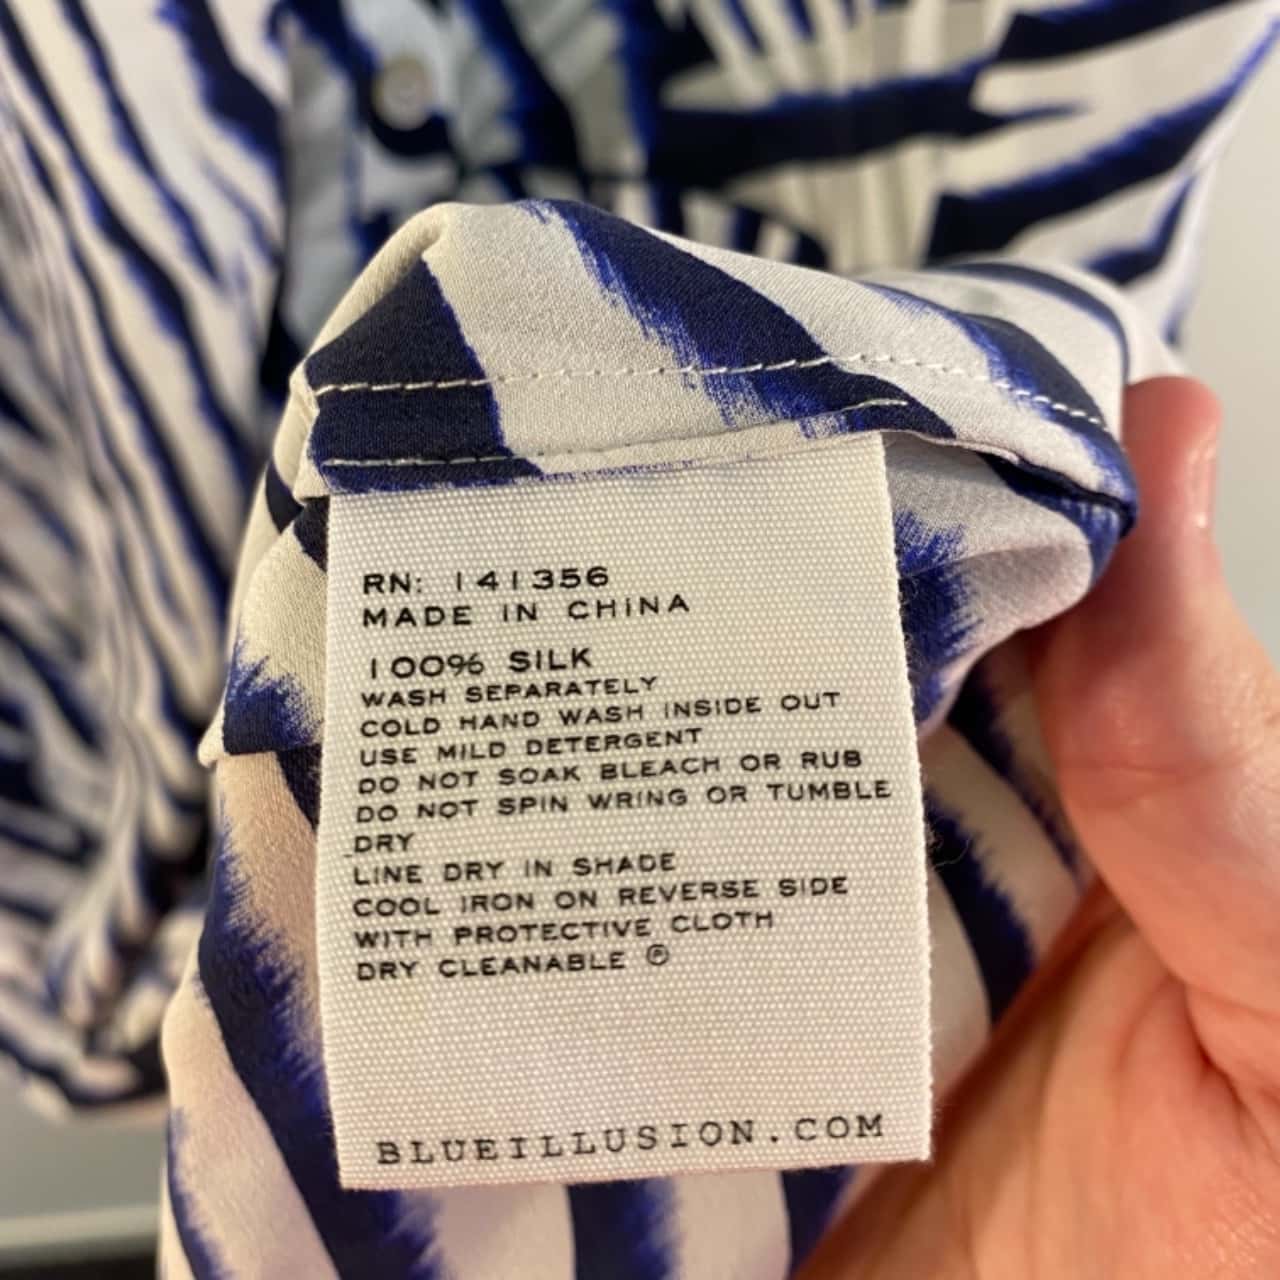 RN: 141356
MADE IN CHINA
100% SILK
WASH SEPARATELY
COLD HAND WASH INSIDE OUT
USE MILD DETERGENT
DO NOT SOAK BLEACH OR RUB
DO NOT SPIN WRING OR TUMBLE
DRY
LINE DRY IN SHADE
COOL IRON ON REVERSE SIDE
WITH PROTECTIVE CLOTH
DRY CLEANABLE Ⓟ
BLUEILLUSION.COM